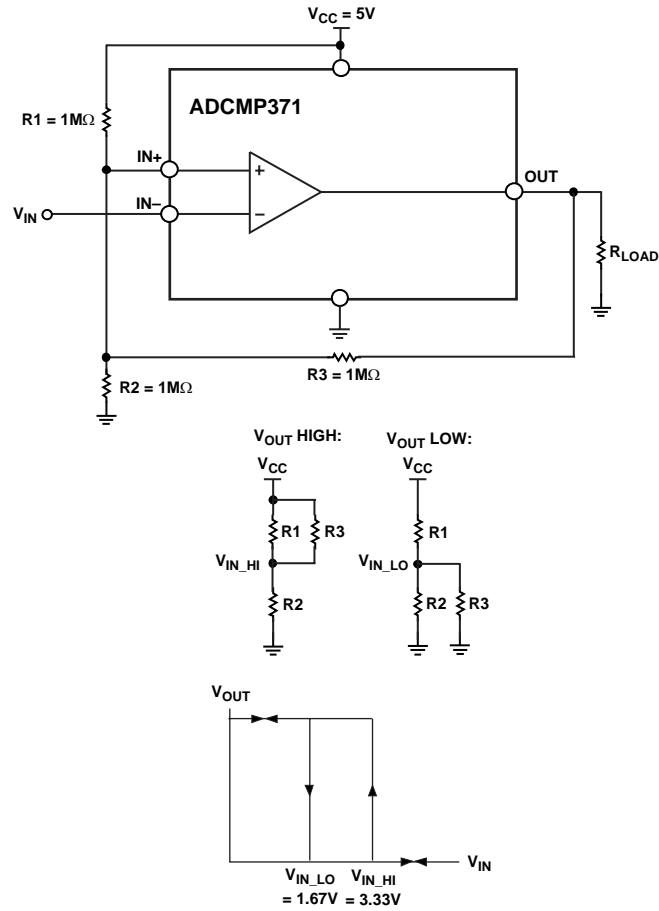 VCC = 5V
ADCMP371
R1 = 1MΩ
IN+
+
OUT
VIN
IN–
–
RLOAD
R3 = 1MΩ
R2 = 1MΩ
VOUT HIGH:
VOUT LOW:
VCC
VCC
R1
R3
R1
VIN_HI
VIN_LO
R2
R2
R3
VOUT
VIN
VIN_LO
= 1.67V
VIN_HI
= 3.33V